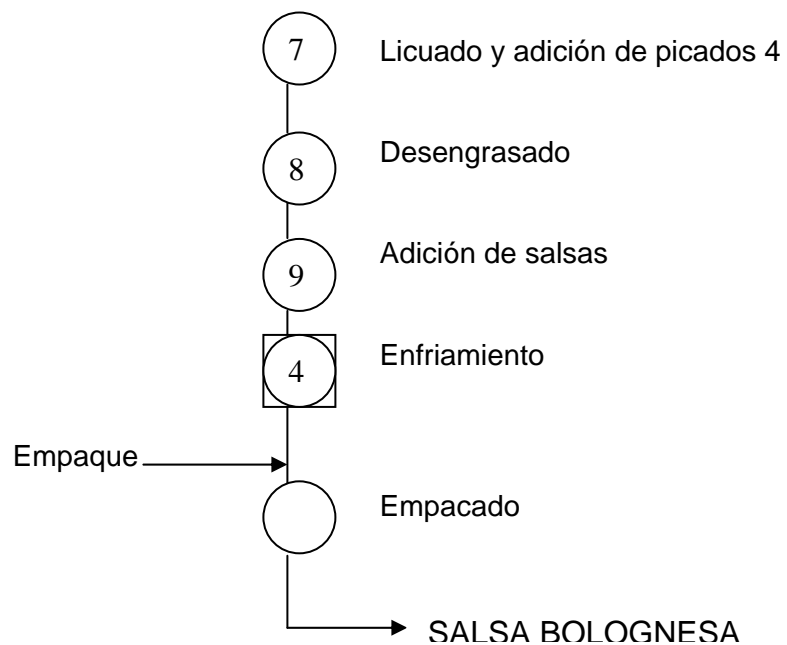 7 Licuado y adición de picados 4
8 Desengrasado
9 Adición de salsas
4 Enfriamiento
Empaque
Empacado
SALSA BOLOGNESA